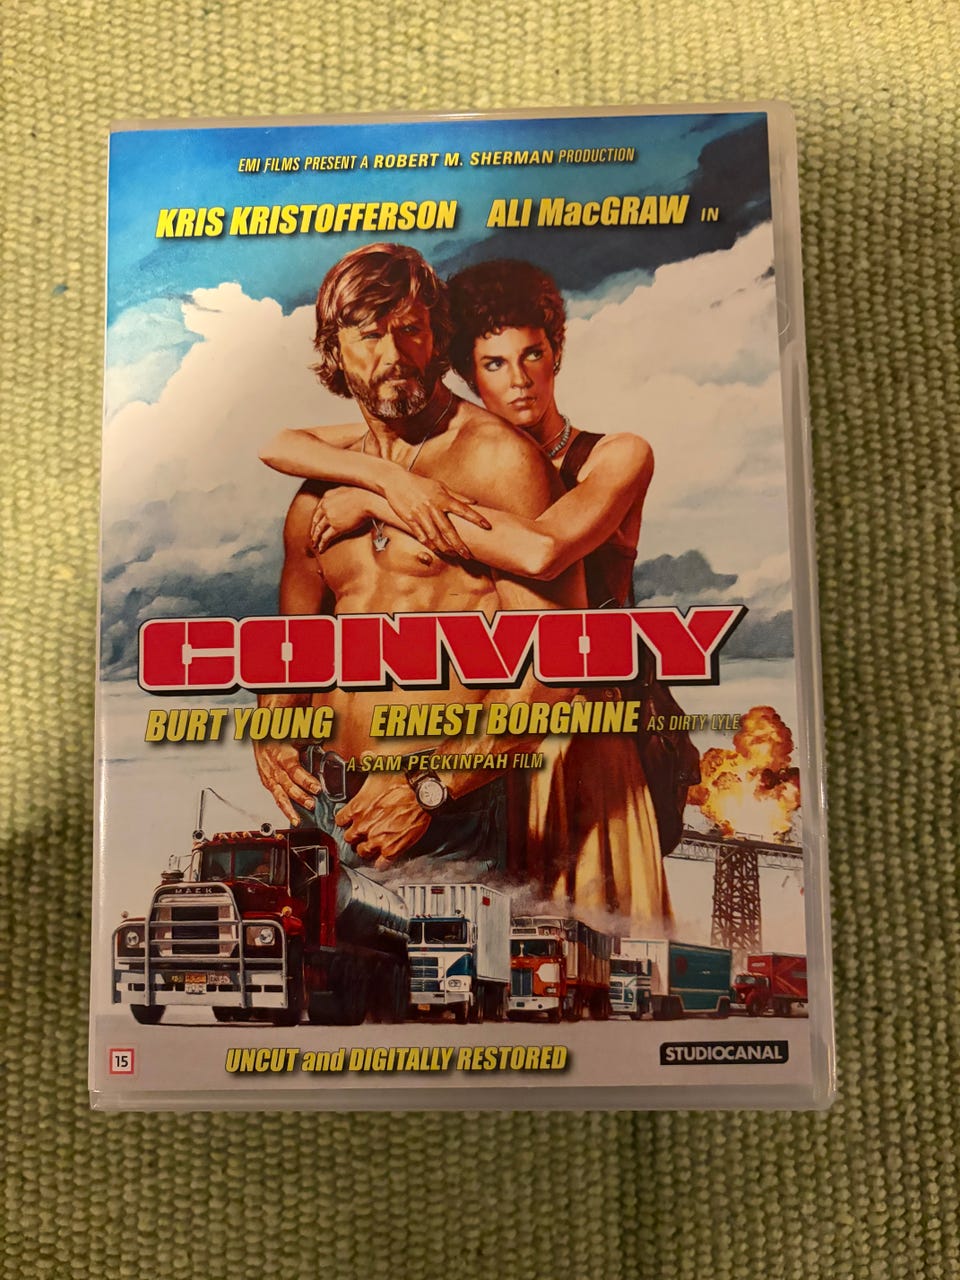 EMI FILMS PRESENT A ROBERT M. SHERMAN PRODUCTION
KRIS KRISTOFFERSON ALI MacGRAW IN
CONVOY
BURT YOUNG ERNEST BORGNINE AS DIRTY LYLE
A SAM PECKINPAH FILM
MACK
15
UNCUT and DIGITALLY RESTORED
STUDIOCANAL